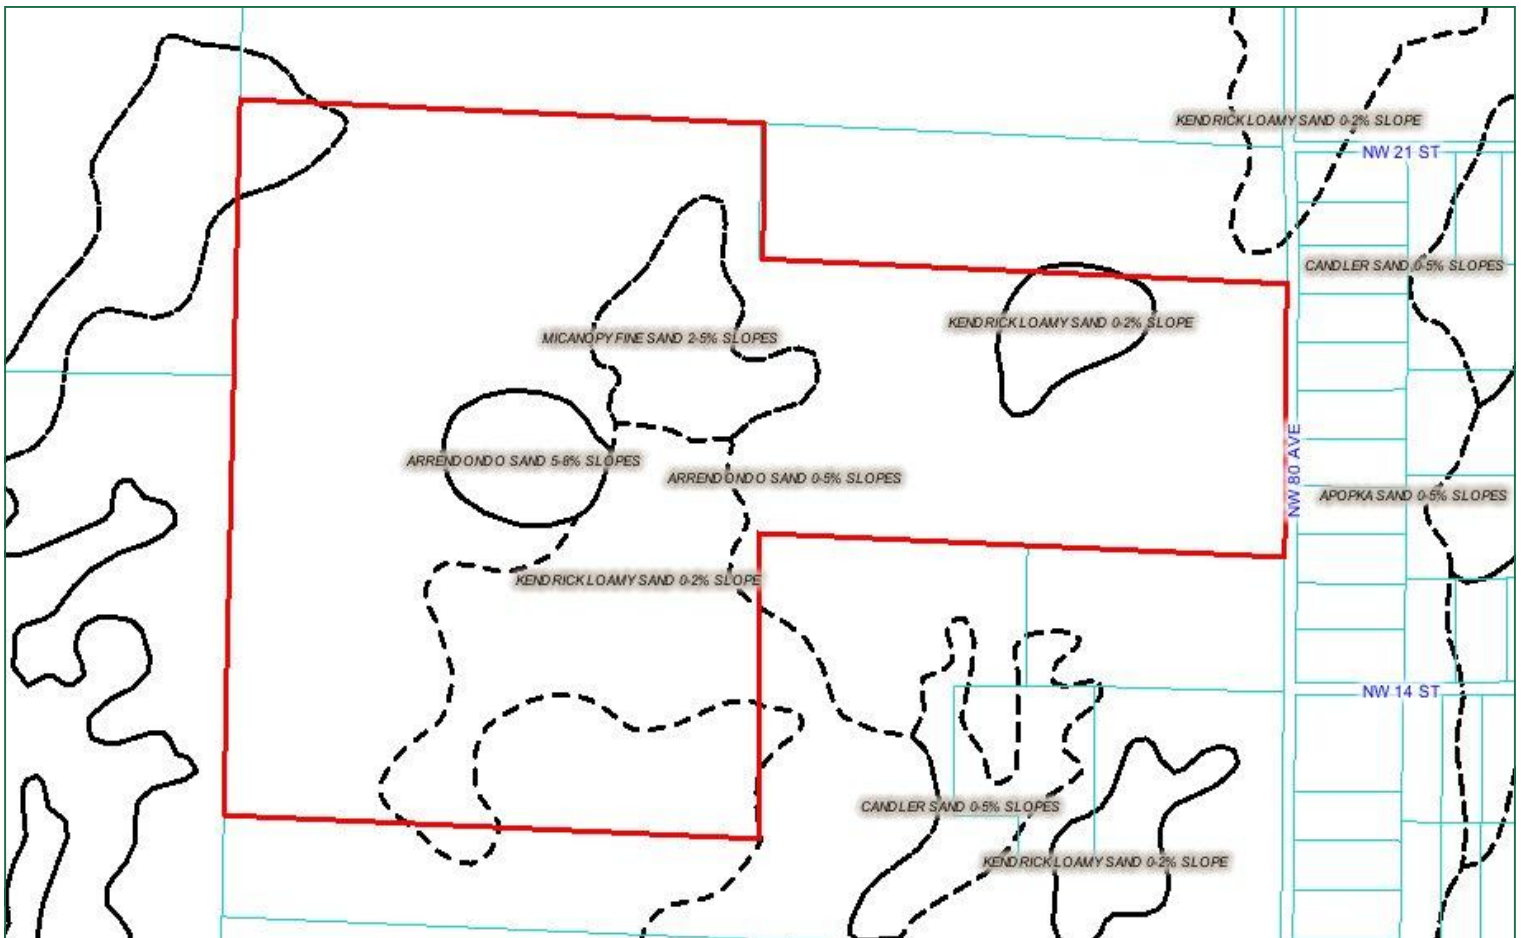 KENDRICK LOAMY SAND 0-2% SLOPE
NW 21 ST
CANDLER SAND 0-5% SLOPES
KENDRICK LOAMY SAND 0-2% SLOPE
MICANOPY FINE SAND 2-5% SLOPES
ARRENDONDO SAND 5-8% SLOPES
ARRENDONDO SAND 0-5% SLOPES
NW 80 AVE
APOPKA SAND 0-5% SLOPES
KENDRICK LOAMY SAND 0-2% SLOPE
NW 14 ST
CANDLER SAND 0-5% SLOPES
KENDRICK LOAMY SAND 0-2% SLOPE